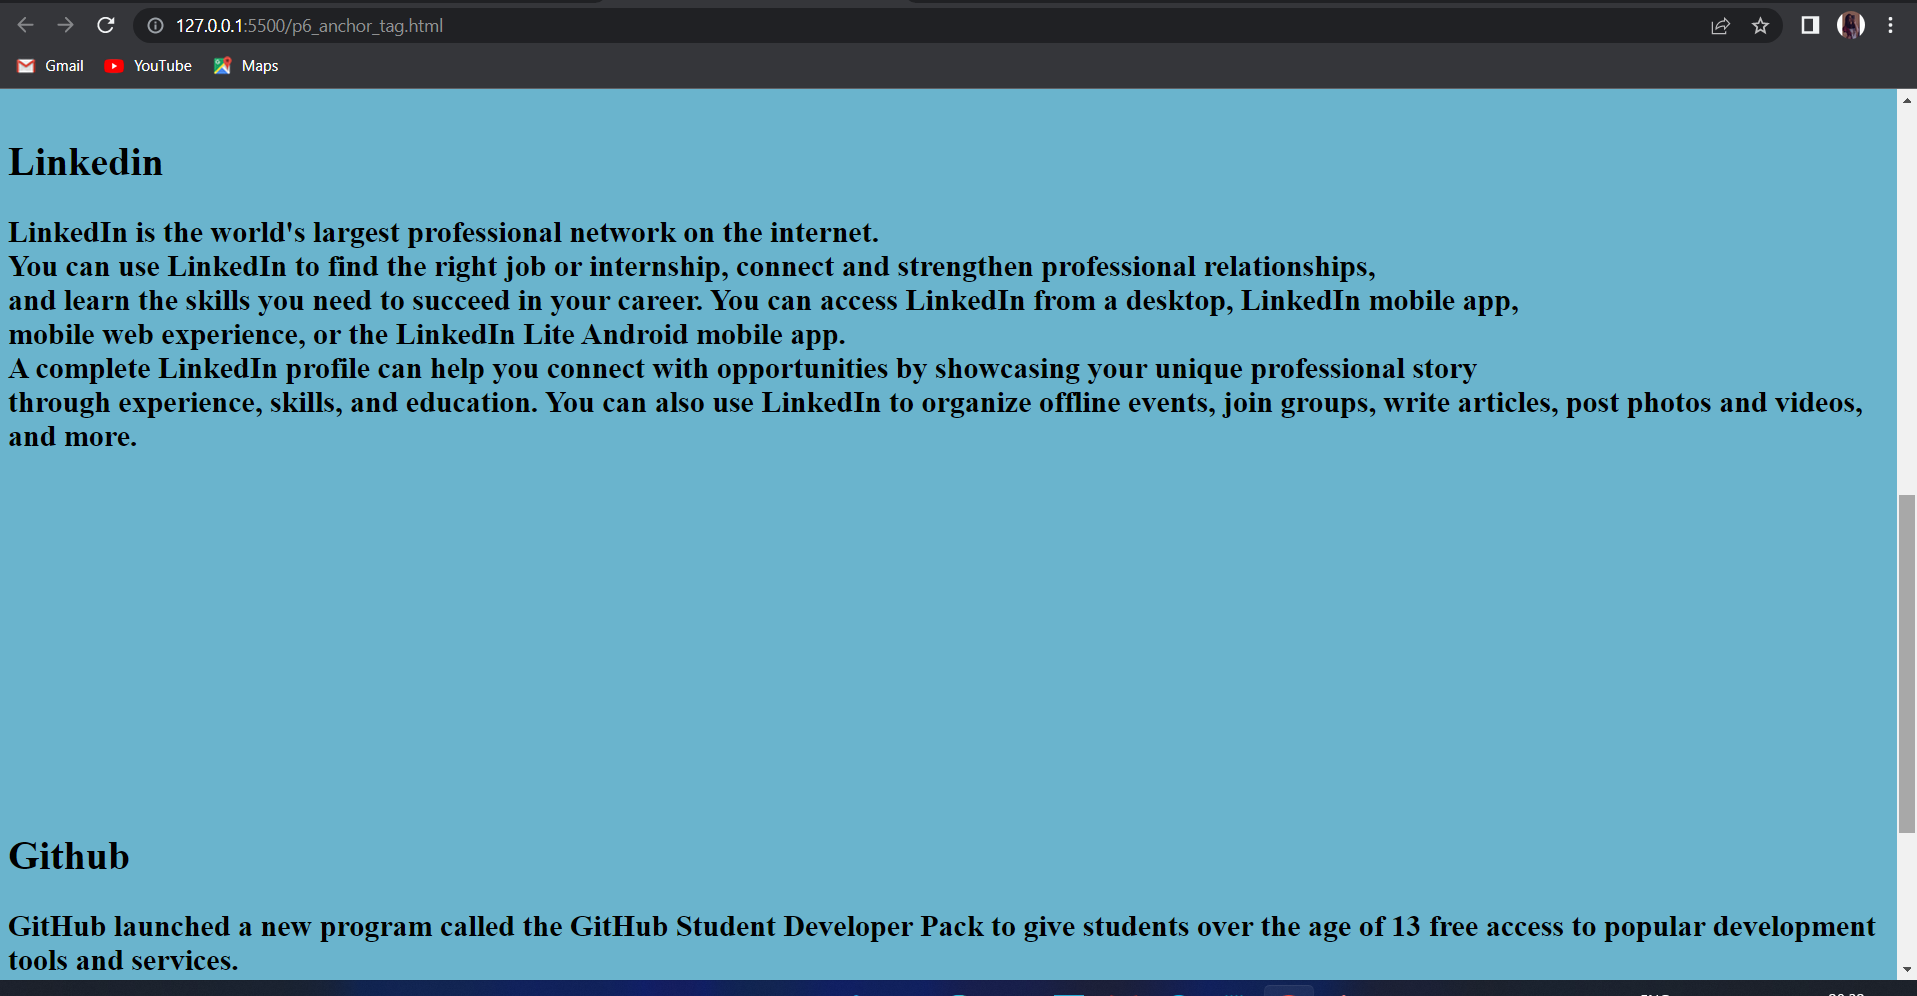 127.0.0.1:5500/p6_anchor_tag.html
Gmail YouTube Maps
Linkedin
LinkedIn is the world's largest professional network on the internet.
You can use LinkedIn to find the right job or internship, connect and strengthen professional relationships,
and learn the skills you need to succeed in your career. You can access LinkedIn from a desktop, LinkedIn mobile app,
mobile web experience, or the LinkedIn Lite Android mobile app.
A complete LinkedIn profile can help you connect with opportunities by showcasing your unique professional story
through experience, skills, and education. You can also use LinkedIn to organize offline events, join groups, write articles, post photos and videos,
and more.
Github
GitHub launched a new program called the GitHub Student Developer Pack to give students over the age of 13 free access to popular development
tools and services.